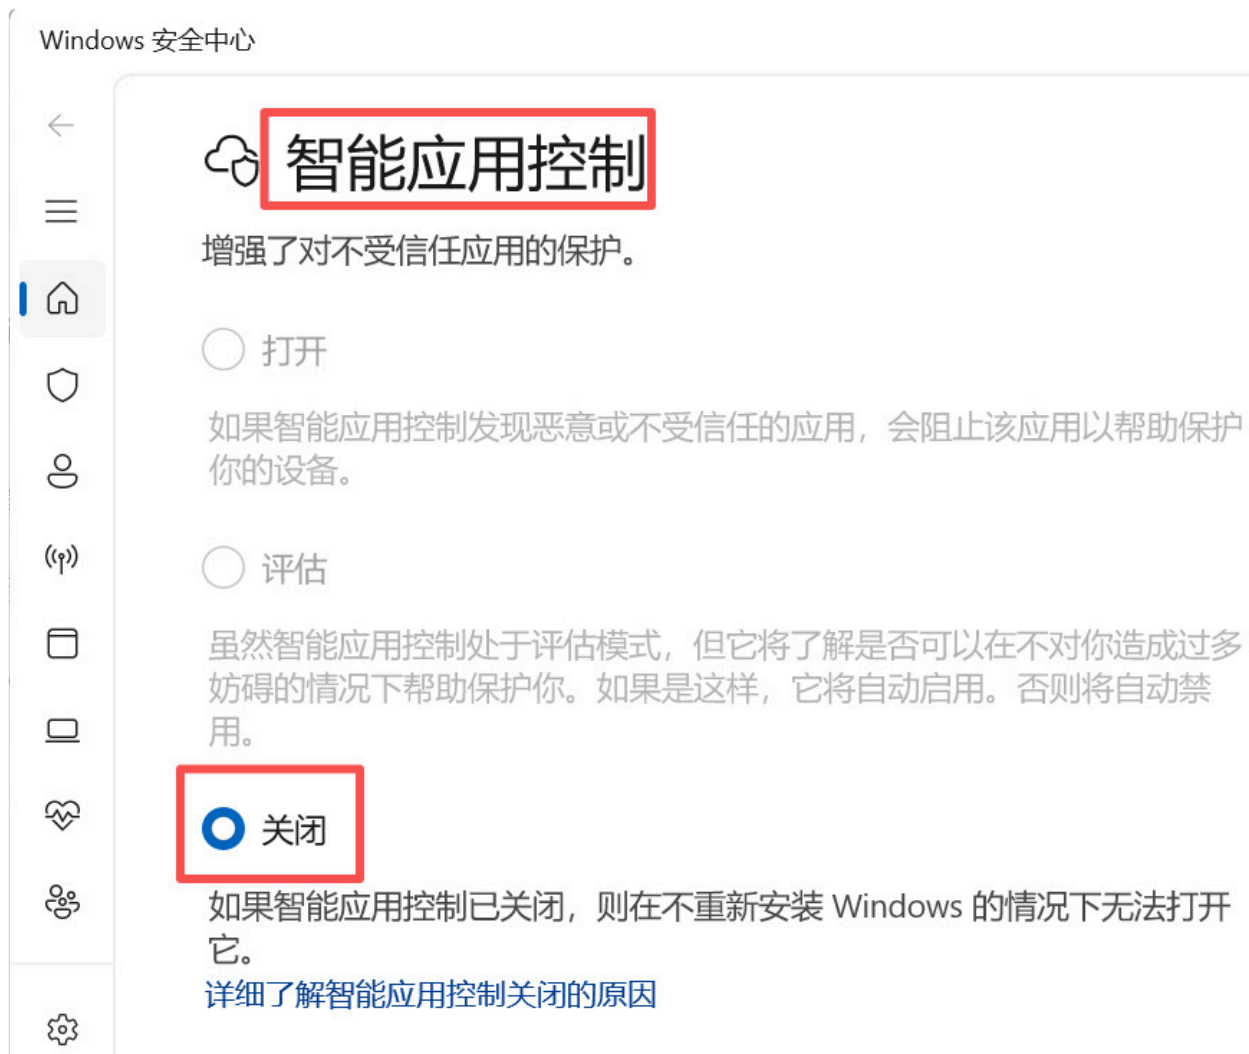 Windows 安全中心
智能应用控制
增强了对不受信任应用的保护。
打开
如果智能应用控制发现恶意或不受信任的应用，会阻止该应用以帮助保护
你的设备。
评估
虽然智能应用控制处于评估模式，但它将了解是否可以在不对你造成过多
妨碍的情况下帮助保护你。如果是这样，它将自动启用。否则将自动禁
用。
关闭
如果智能应用控制已关闭，则在不重新安装 Windows 的情况下无法打开
它。
详细了解智能应用控制关闭的原因